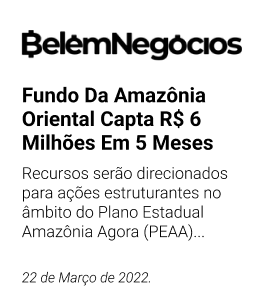 BelémNegócios
Fundo Da Amazônia
Oriental Capta R$ 6
Milhões Em 5 Meses
Recursos serão direcionados
para ações estruturantes no
âmbito do Plano Estadual
Amazônia Agora (PEAA)...
22 de Março de 2022.